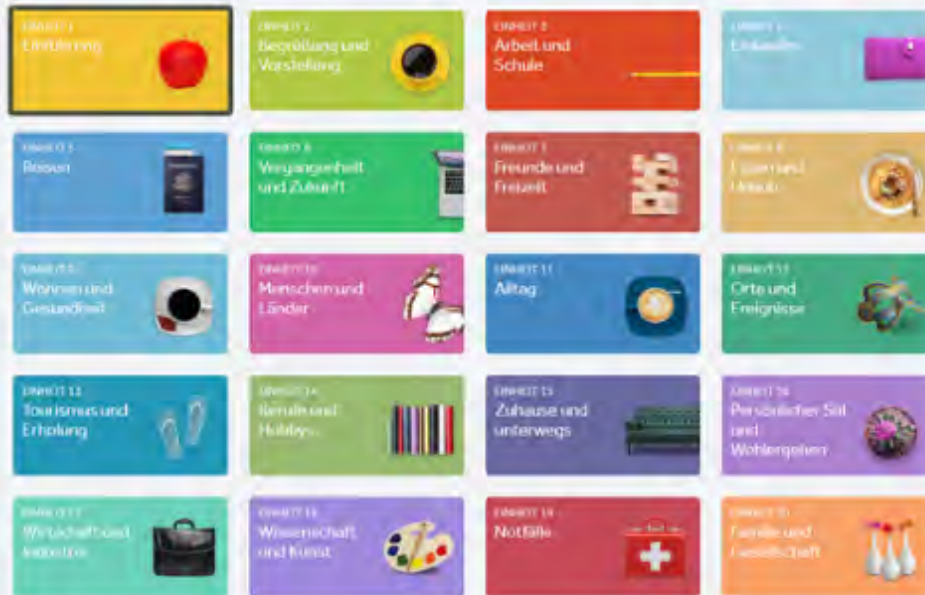 EINHEIT 1
Einführung
EINHEIT 2
Begrüßung und
Vorstellung
EINHEIT 3
Arbeit und
Schule
EINHEIT 4
Einkaufen
EINHEIT 5
Reisen
EINHEIT 6
Vergangenheit
und Zukunft
EINHEIT 7
Freunde und
Freizeit
EINHEIT 8
Essen und
Urlaub
EINHEIT 9
Wohnen und
Gesundheit
EINHEIT 10
Menschen und
Länder
EINHEIT 11
Alltag
EINHEIT 12
Orte und
Ereignisse
EINHEIT 13
Tourismus und
Erholung
EINHEIT 14
Berufe und
Hobbys
EINHEIT 15
Zuhause und
unterwegs
EINHEIT 16
Persönlicher Stil
und
Wohlergehen
EINHEIT 17
Wirtschaft und
Industrie
EINHEIT 18
Wissenschaft
und Kunst
EINHEIT 19
Notfälle
EINHEIT 20
Familie und
Gesellschaft